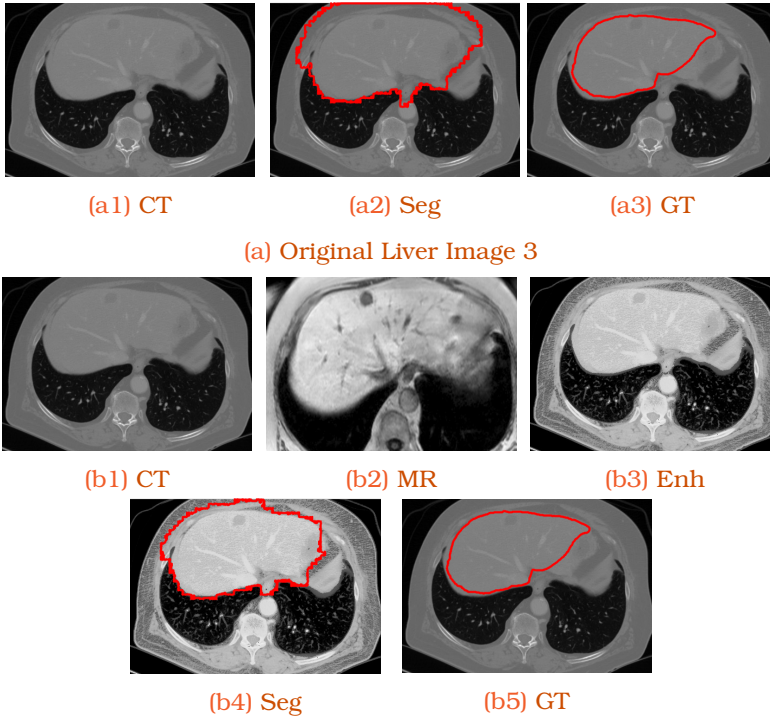 (a1) CT (a2) Seg (a3) GT
(a) Original Liver Image 3
(b1) CT (b2) MR (b3) Enh
(b4) Seg (b5) GT